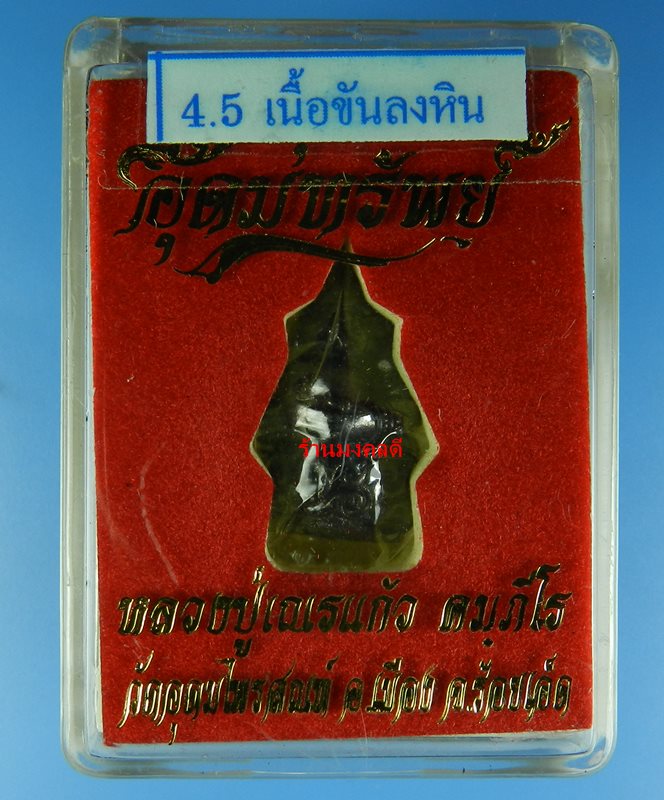 4.5 เนื้อขันลงหิน
อุดมทรัพย์
ร้านมงคลดี
หลวงปู่เณรแก้ว คมฺภีโร
วัดอุดมไพรสณฑ์ อ.เมือง จ.ร้อยเอ็ด